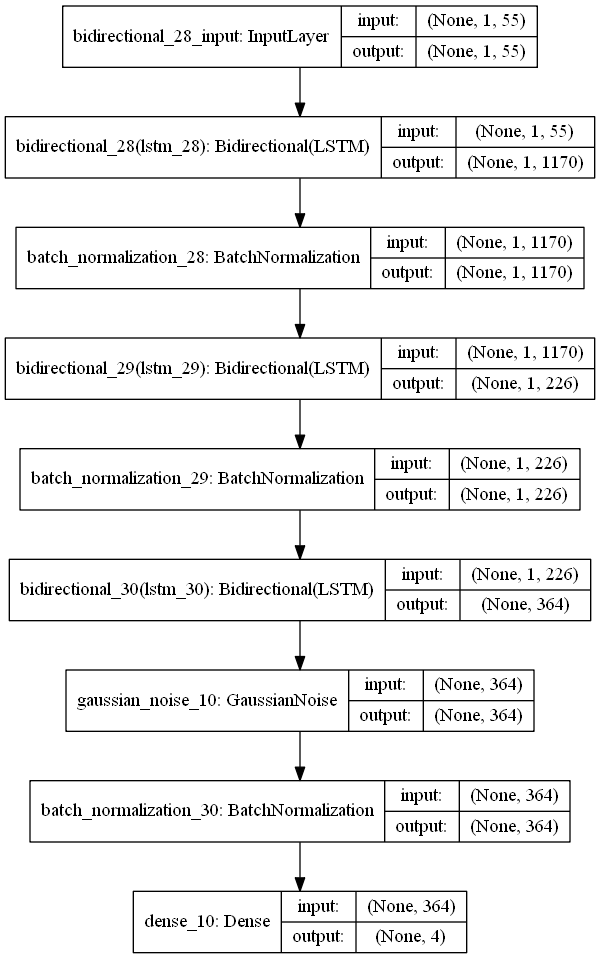 bidirectional_28_input: InputLayer
input: (None, 1, 55)
output: (None, 1, 55)
bidirectional_28(lstm_28): Bidirectional(LSTM)
input: (None, 1, 55)
output: (None, 1, 1170)
batch_normalization_28: BatchNormalization
input: (None, 1, 1170)
output: (None, 1, 1170)
bidirectional_29(lstm_29): Bidirectional(LSTM)
input: (None, 1, 1170)
output: (None, 1, 226)
batch_normalization_29: BatchNormalization
input: (None, 1, 226)
output: (None, 1, 226)
bidirectional_30(lstm_30): Bidirectional(LSTM)
input: (None, 1, 226)
output: (None, 364)
gaussian_noise_10: GaussianNoise
input: (None, 364)
output: (None, 364)
batch_normalization_30: BatchNormalization
input: (None, 364)
output: (None, 364)
dense_10: Dense
input: (None, 364)
output: (None, 4)